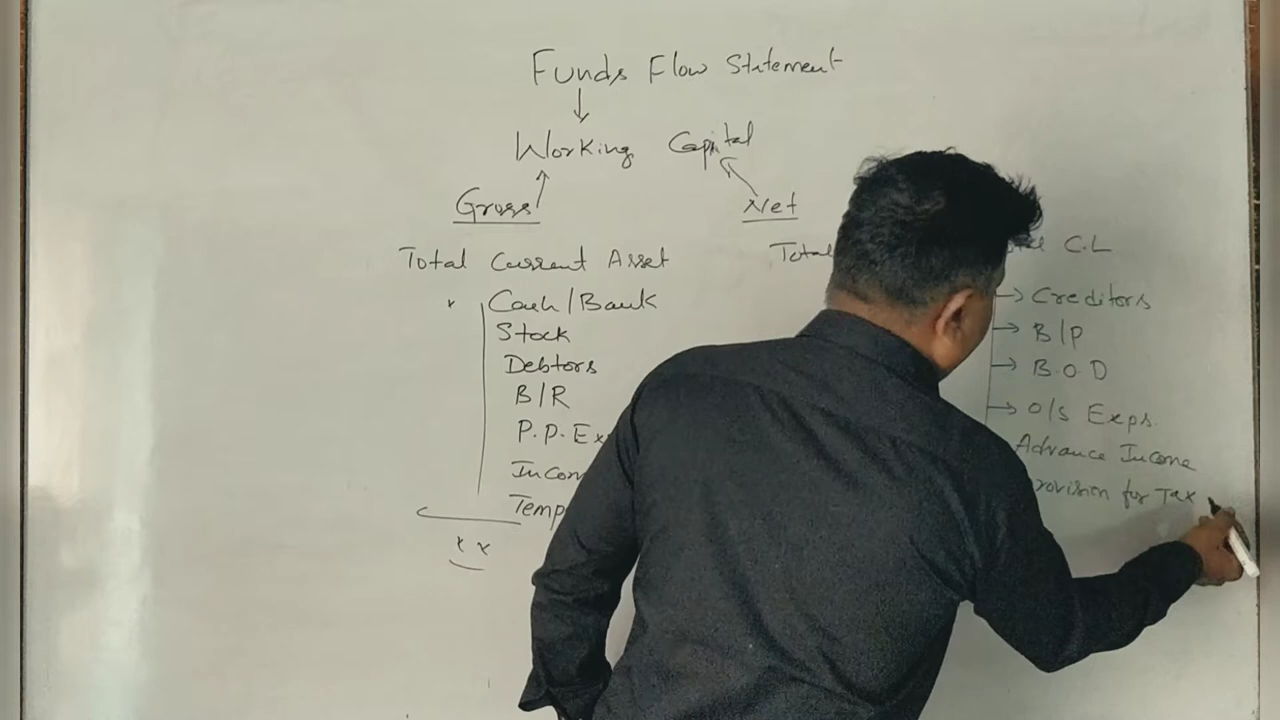 Funds Flow Statement
Working Capital
Gross Net
Total Current Asset
Total C.L
Cash/Bank
Stock
Debtors
B/R
P.P. Ex
Incom
Temp
x x
Creditors
B/P
B.O.D
O/S Exps.
Advance Income
rovision for Tax